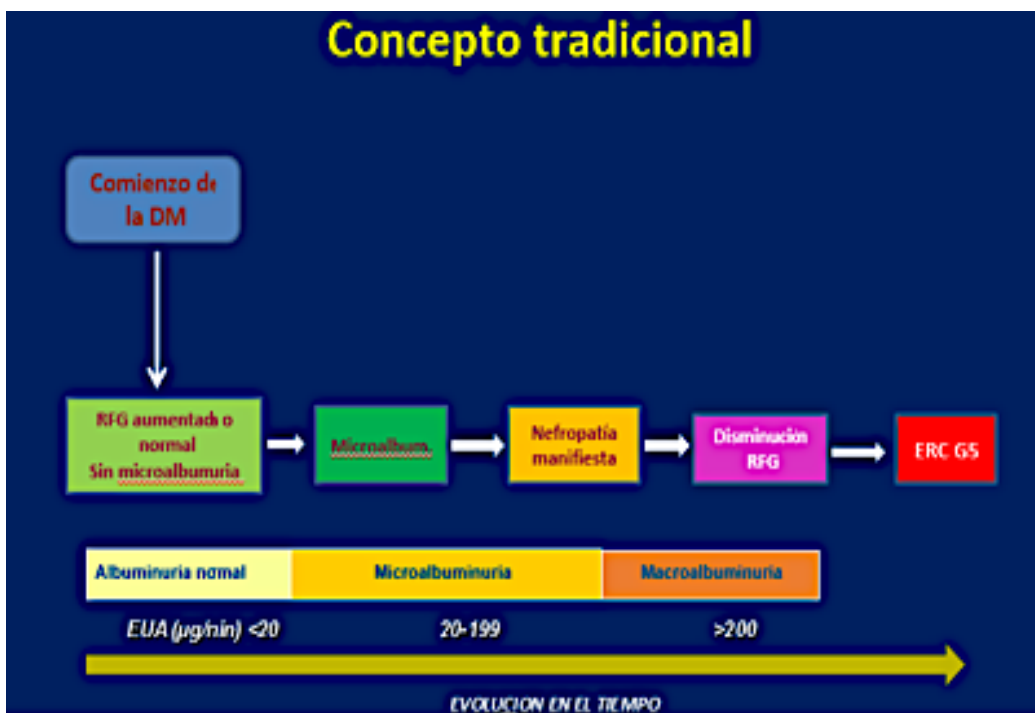 Concepto tradicional
Comienzo de
la DM
RFG aumentado o
normal
Sin microalbumuria
Microalbum.
Nefropatía
manifiesta
Disminución
RFG
ERC G5
Albuminuria normal
Microalbuminuria
Macroalbuminuria
EUA (µg/min) <20
20-199
>200
EVOLUCION EN EL TIEMPO